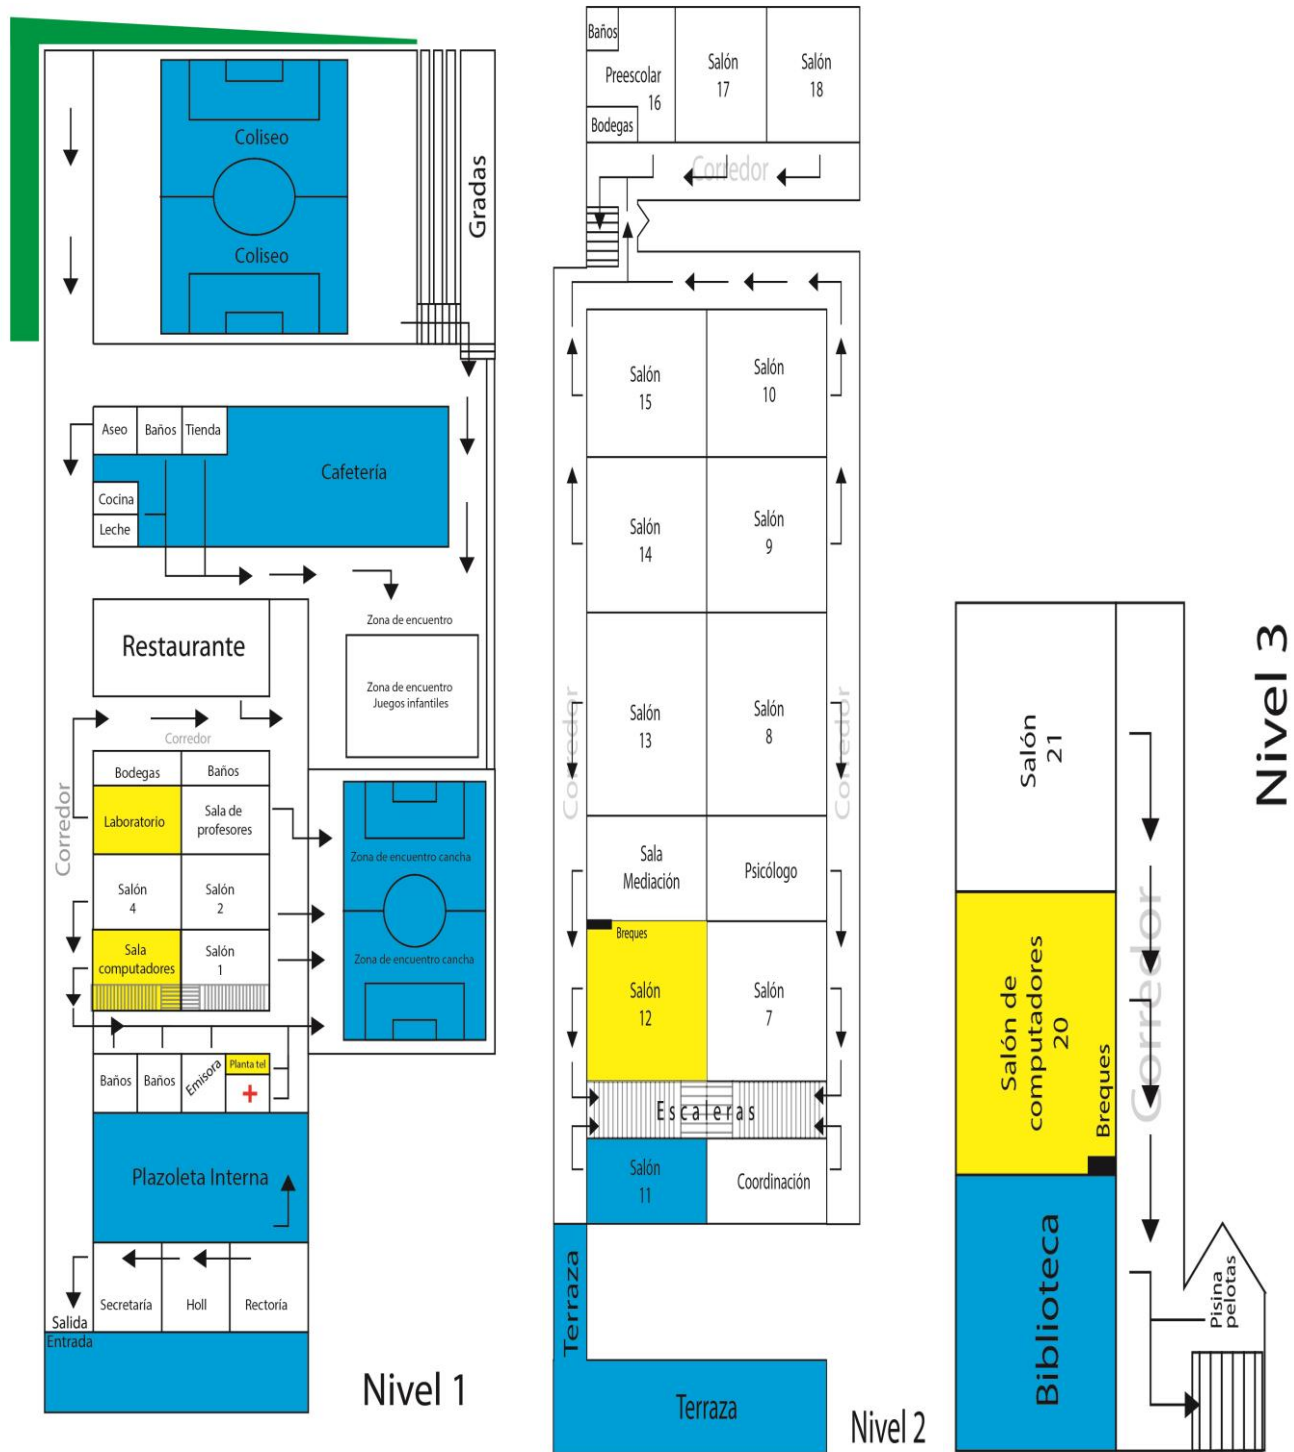 Coliseo
Coliseo
Gradas
Aseo
Baños
Tienda
Cafetería
Cocina
Leche
Restaurante
Zona de encuentro
Zona de encuentro
Juegos infantiles
Corredor
Corredor
Bodegas
Baños
Laboratorio
Sala de
profesores
Salón
4
Salón
2
Sala
computadores
Salón
1
Zona de encuentro cancha
Zona de encuentro cancha
Baños
Baños
Emisora
Planta tel
Plazoleta Interna
Secretaría
Holl
Rectoría
Salida
Entrada
Nivel 1
Baños
Preescolar
16
Bodegas
Salón
17
Salón
18
Corredor
Salón
15
Salón
10
Salón
14
Salón
9
Salón
13
Salón
8
Corredor
Corredor
Sala
Mediación
Psicólogo
Breques
Salón
12
Salón
7
Escaleras
Salón
11
Coordinación
Terraza
Terraza
Nivel 2
Salón
21
Salón de
computadores
20
Breques
Corredor
Biblioteca
Pisina
pelotas
Nivel 3